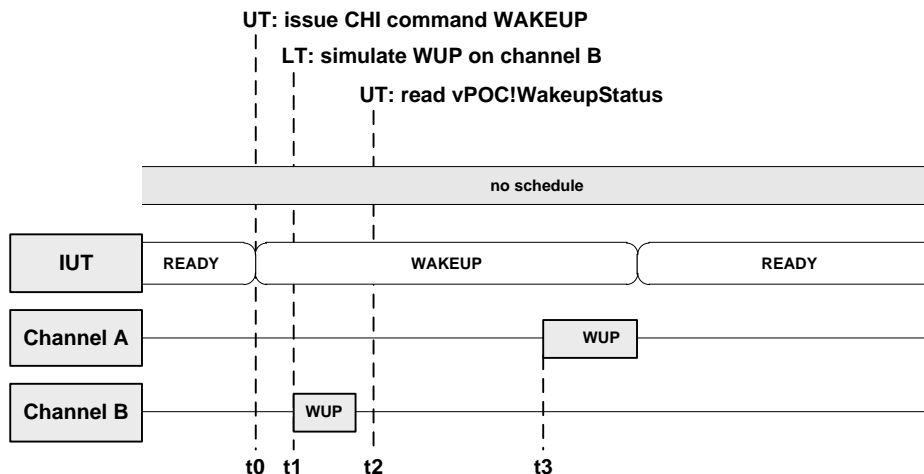 UT: issue CHI command WAKEUP
LT: simulate WUP on channel B
UT: read vPOC!WakeupStatus
no schedule
IUT READY WAKEUP READY
Channel A WUP
Channel B WUP
t0 t1 t2 t3